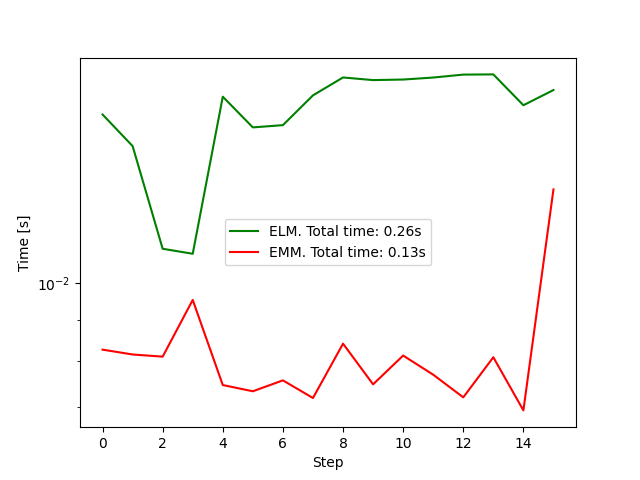 Time [s]
10⁻²
ELM. Total time: 0.26s
EMM. Total time: 0.13s
0 2 4 6 8 10 12 14
Step